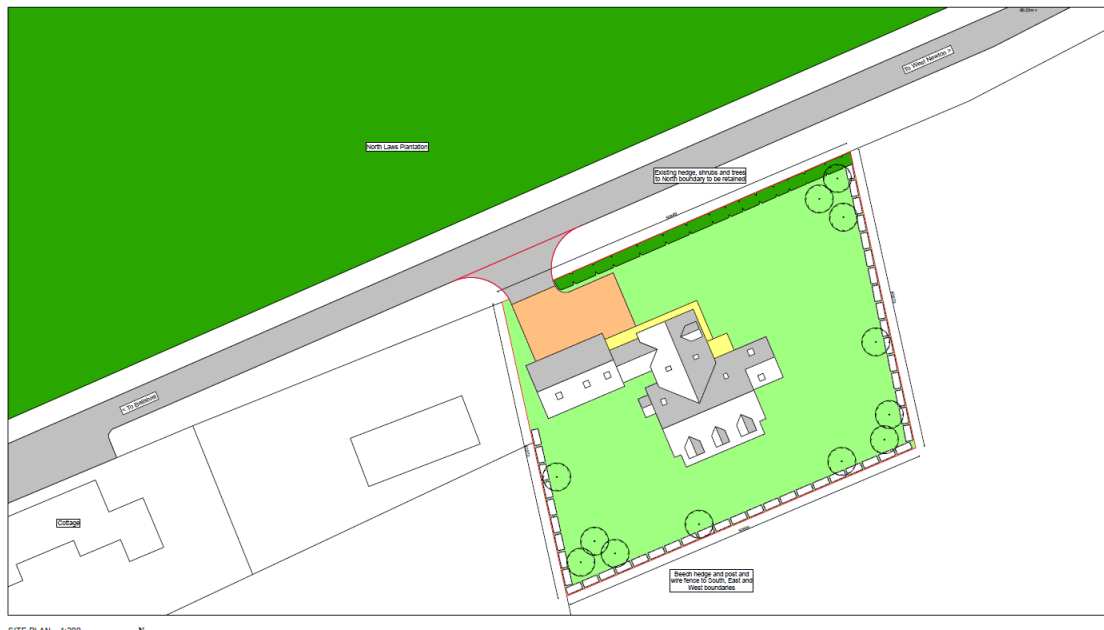 To West Newton >
North Laws Plantation
Existing hedge, shrubs and trees
to North boundary to be retained
< To
Cottage
Beech hedge and post and
wire fence to South, East and
West boundaries
SITE PLAN
N